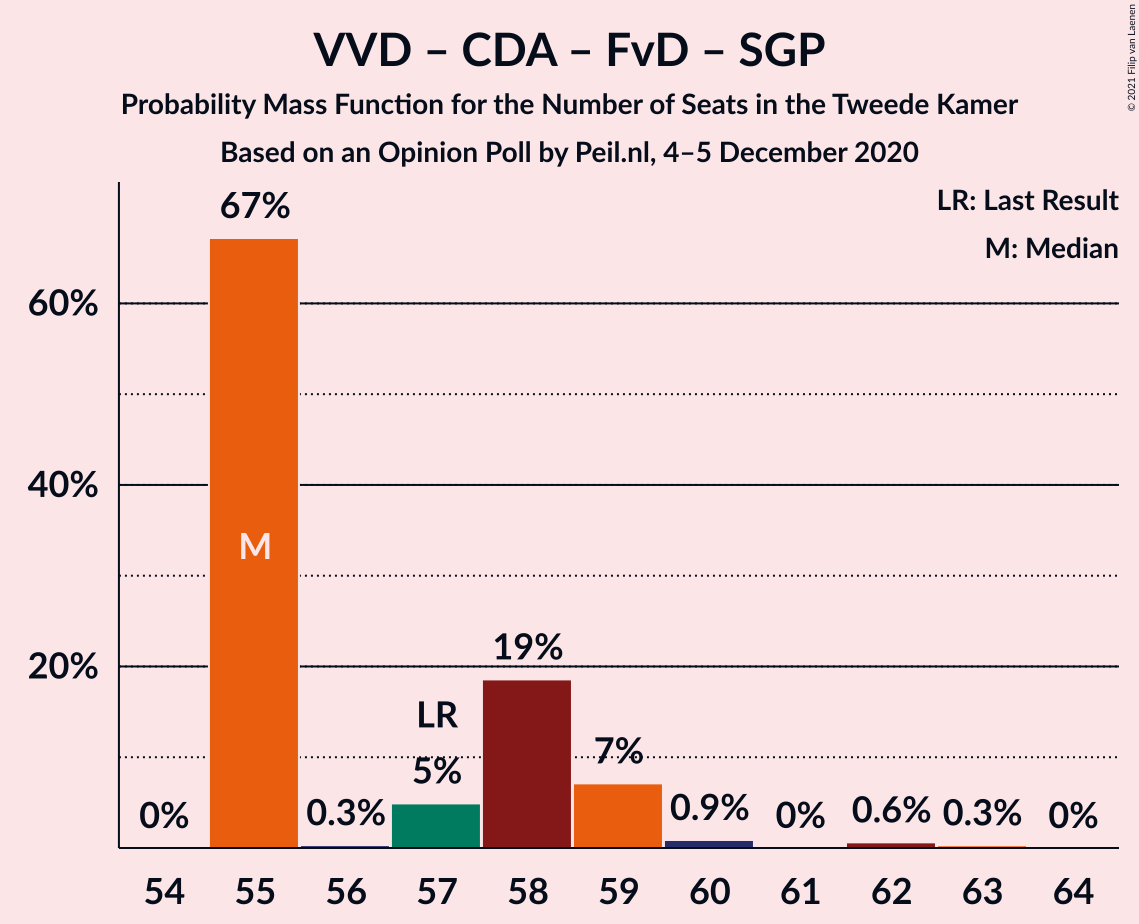 VVD – CDA – FvD – SGP
Probability Mass Function for the Number of Seats in the Tweede Kamer
Based on an Opinion Poll by Peil.nl, 4–5 December 2020
© 2021 Filip van Laenen
LR: Last Result
M: Median
67%
60%
40%
M
19%
20%
LR
7%
5%
0%
0.3%
0.9%
0%
0.6%
0.3%
0%
54 55 56 57 58 59 60 61 62 63 64